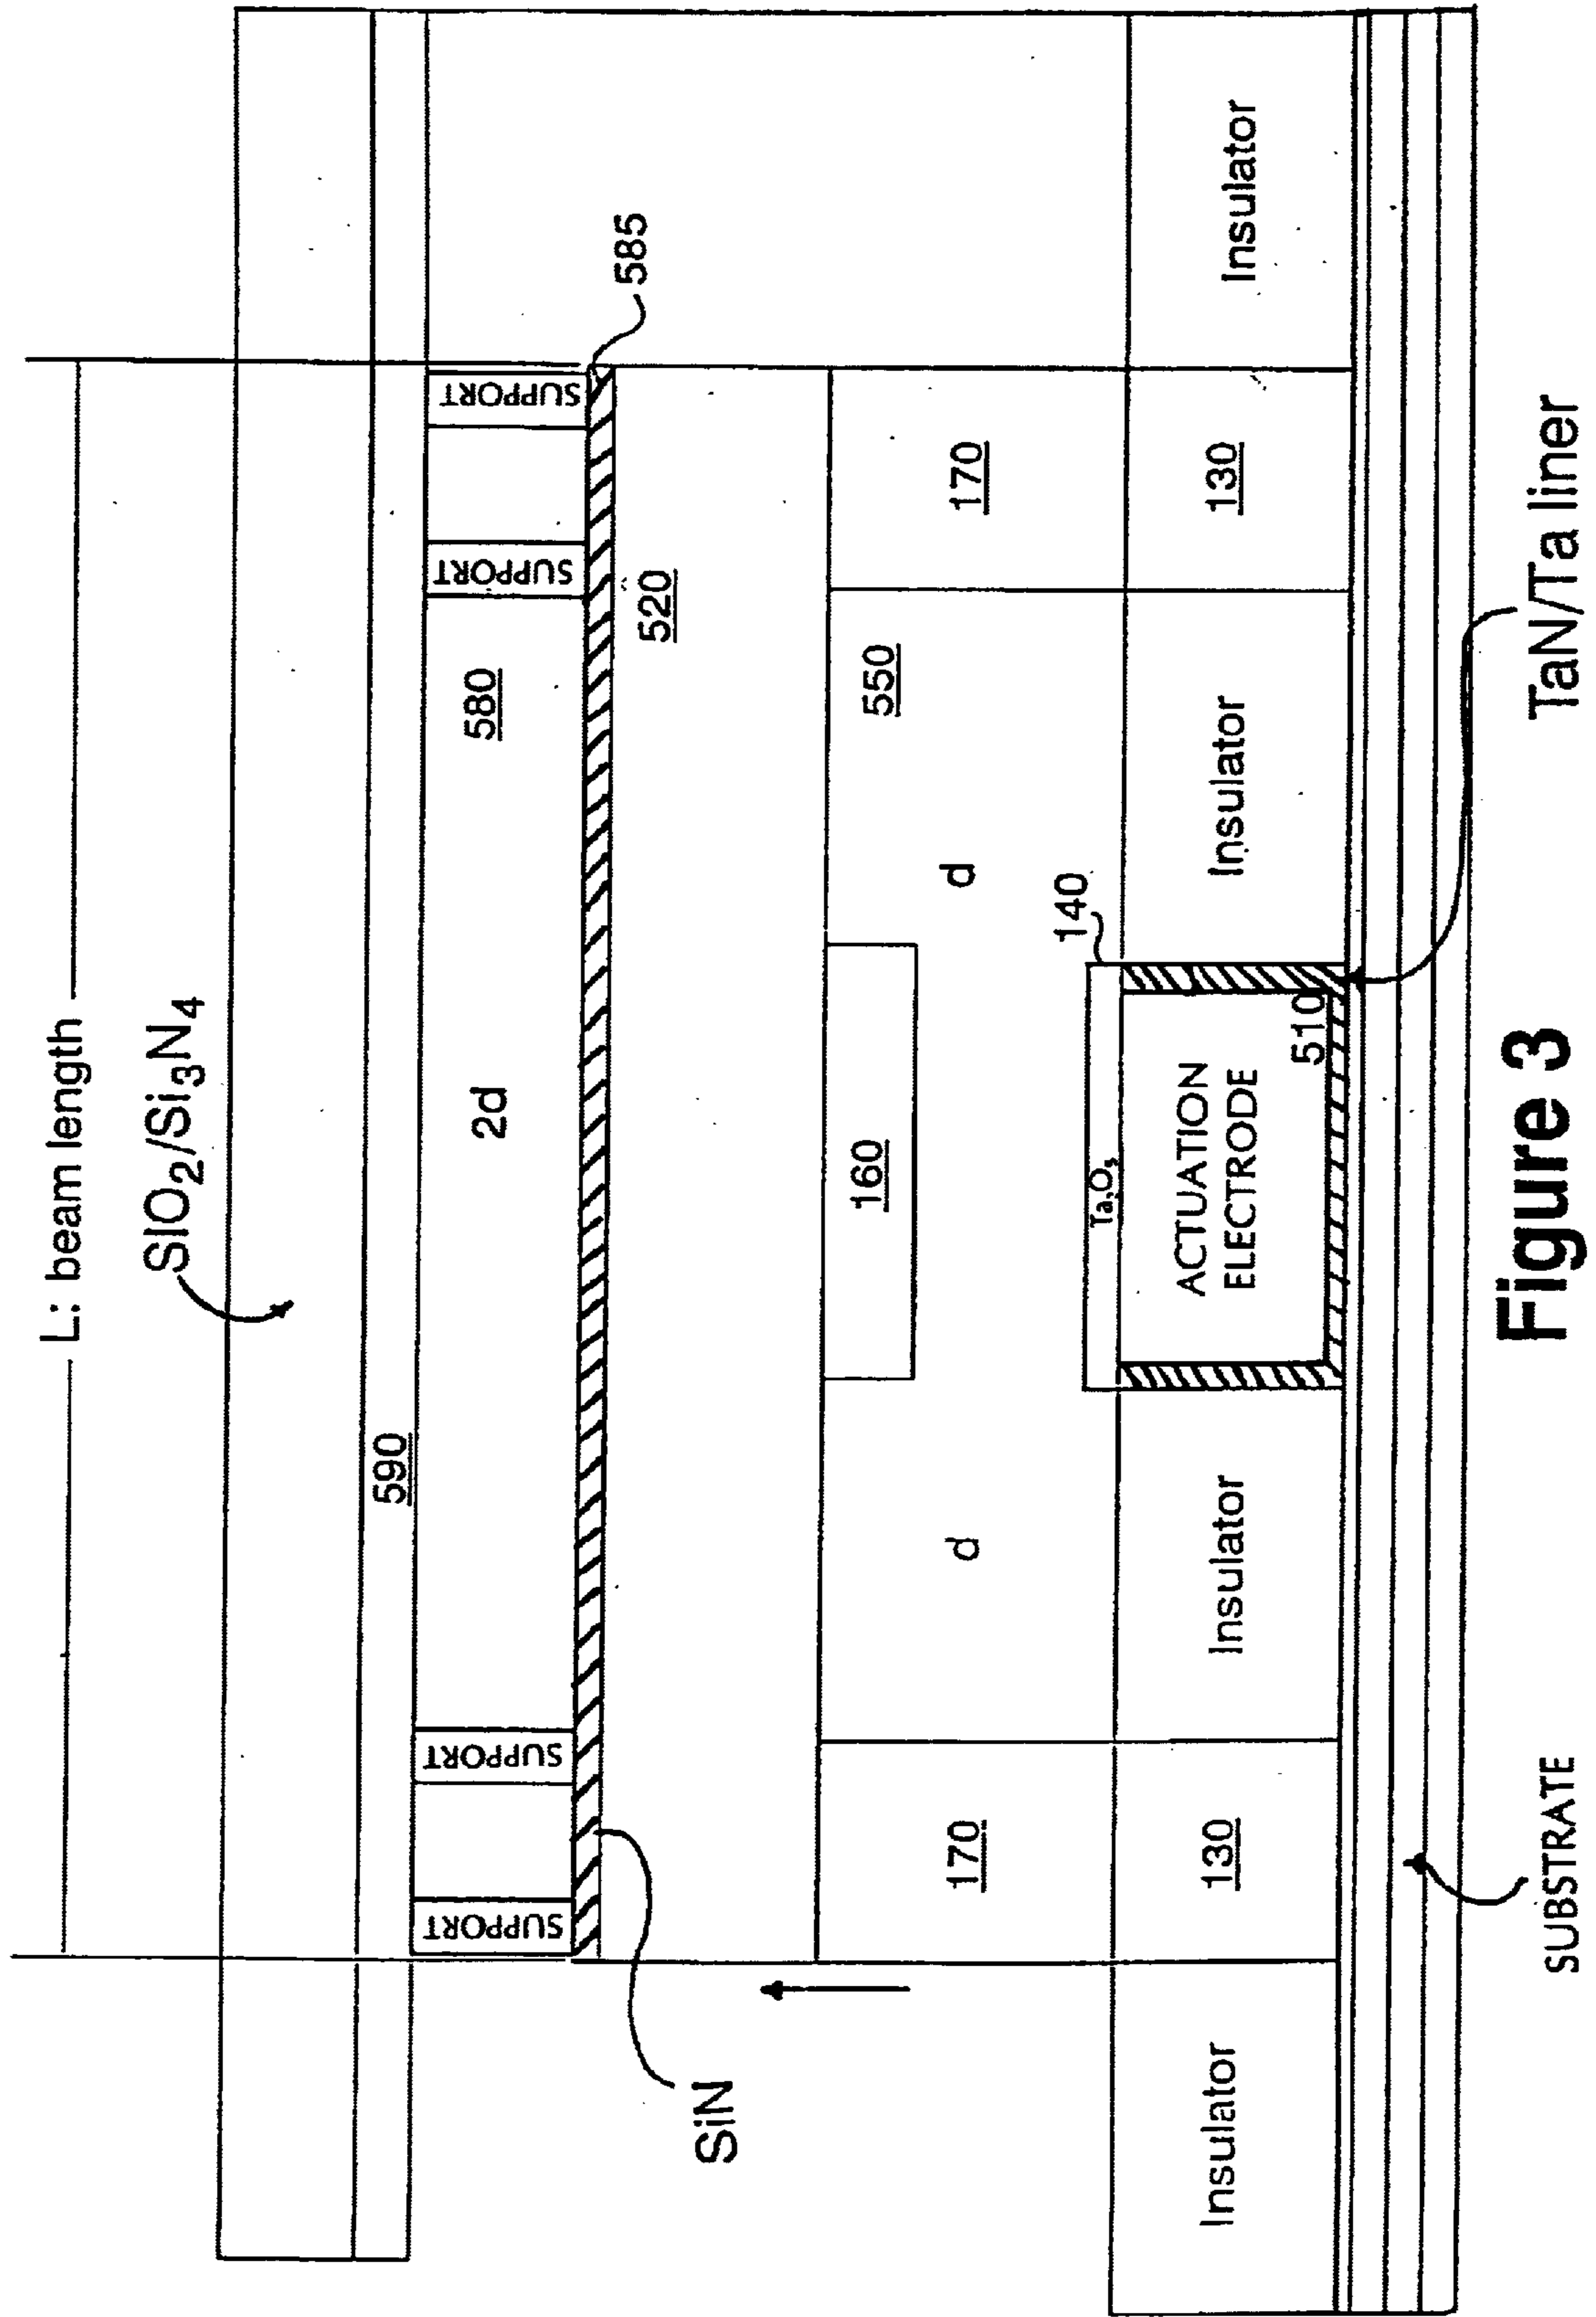 L: beam length
SIO2/Si3N4
590
2d
580
SUPPORT
SUPPORT
SUPPORT
SUPPORT
585
SiN
520
160
550
d
d
170
170
140
Ta2O5
Insulator
130
Insulator
ACTUATION
ELECTRODE
510
Insulator
130
Insulator
SUBSTRATE
TaN/Ta liner
Figure 3